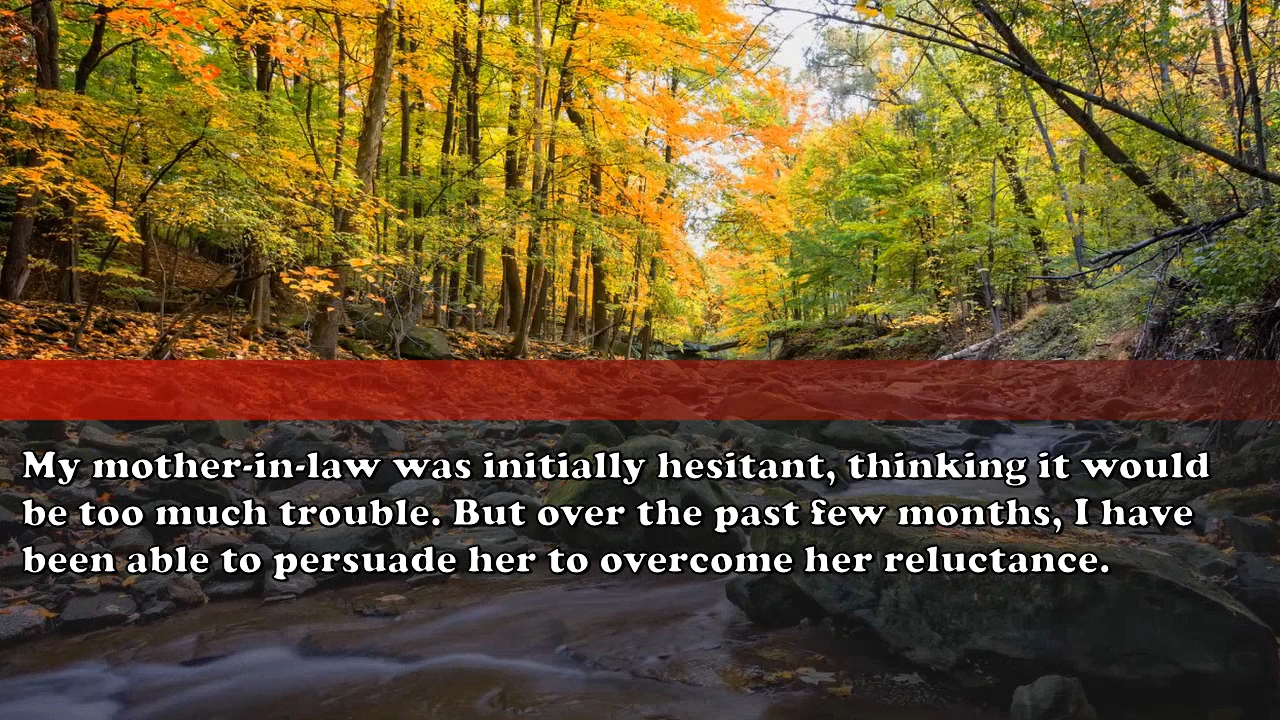 My mother-in-law was initially hesitant, thinking it would
be too much trouble. But over the past few months, I have
been able to persuade her to overcome her reluctance.